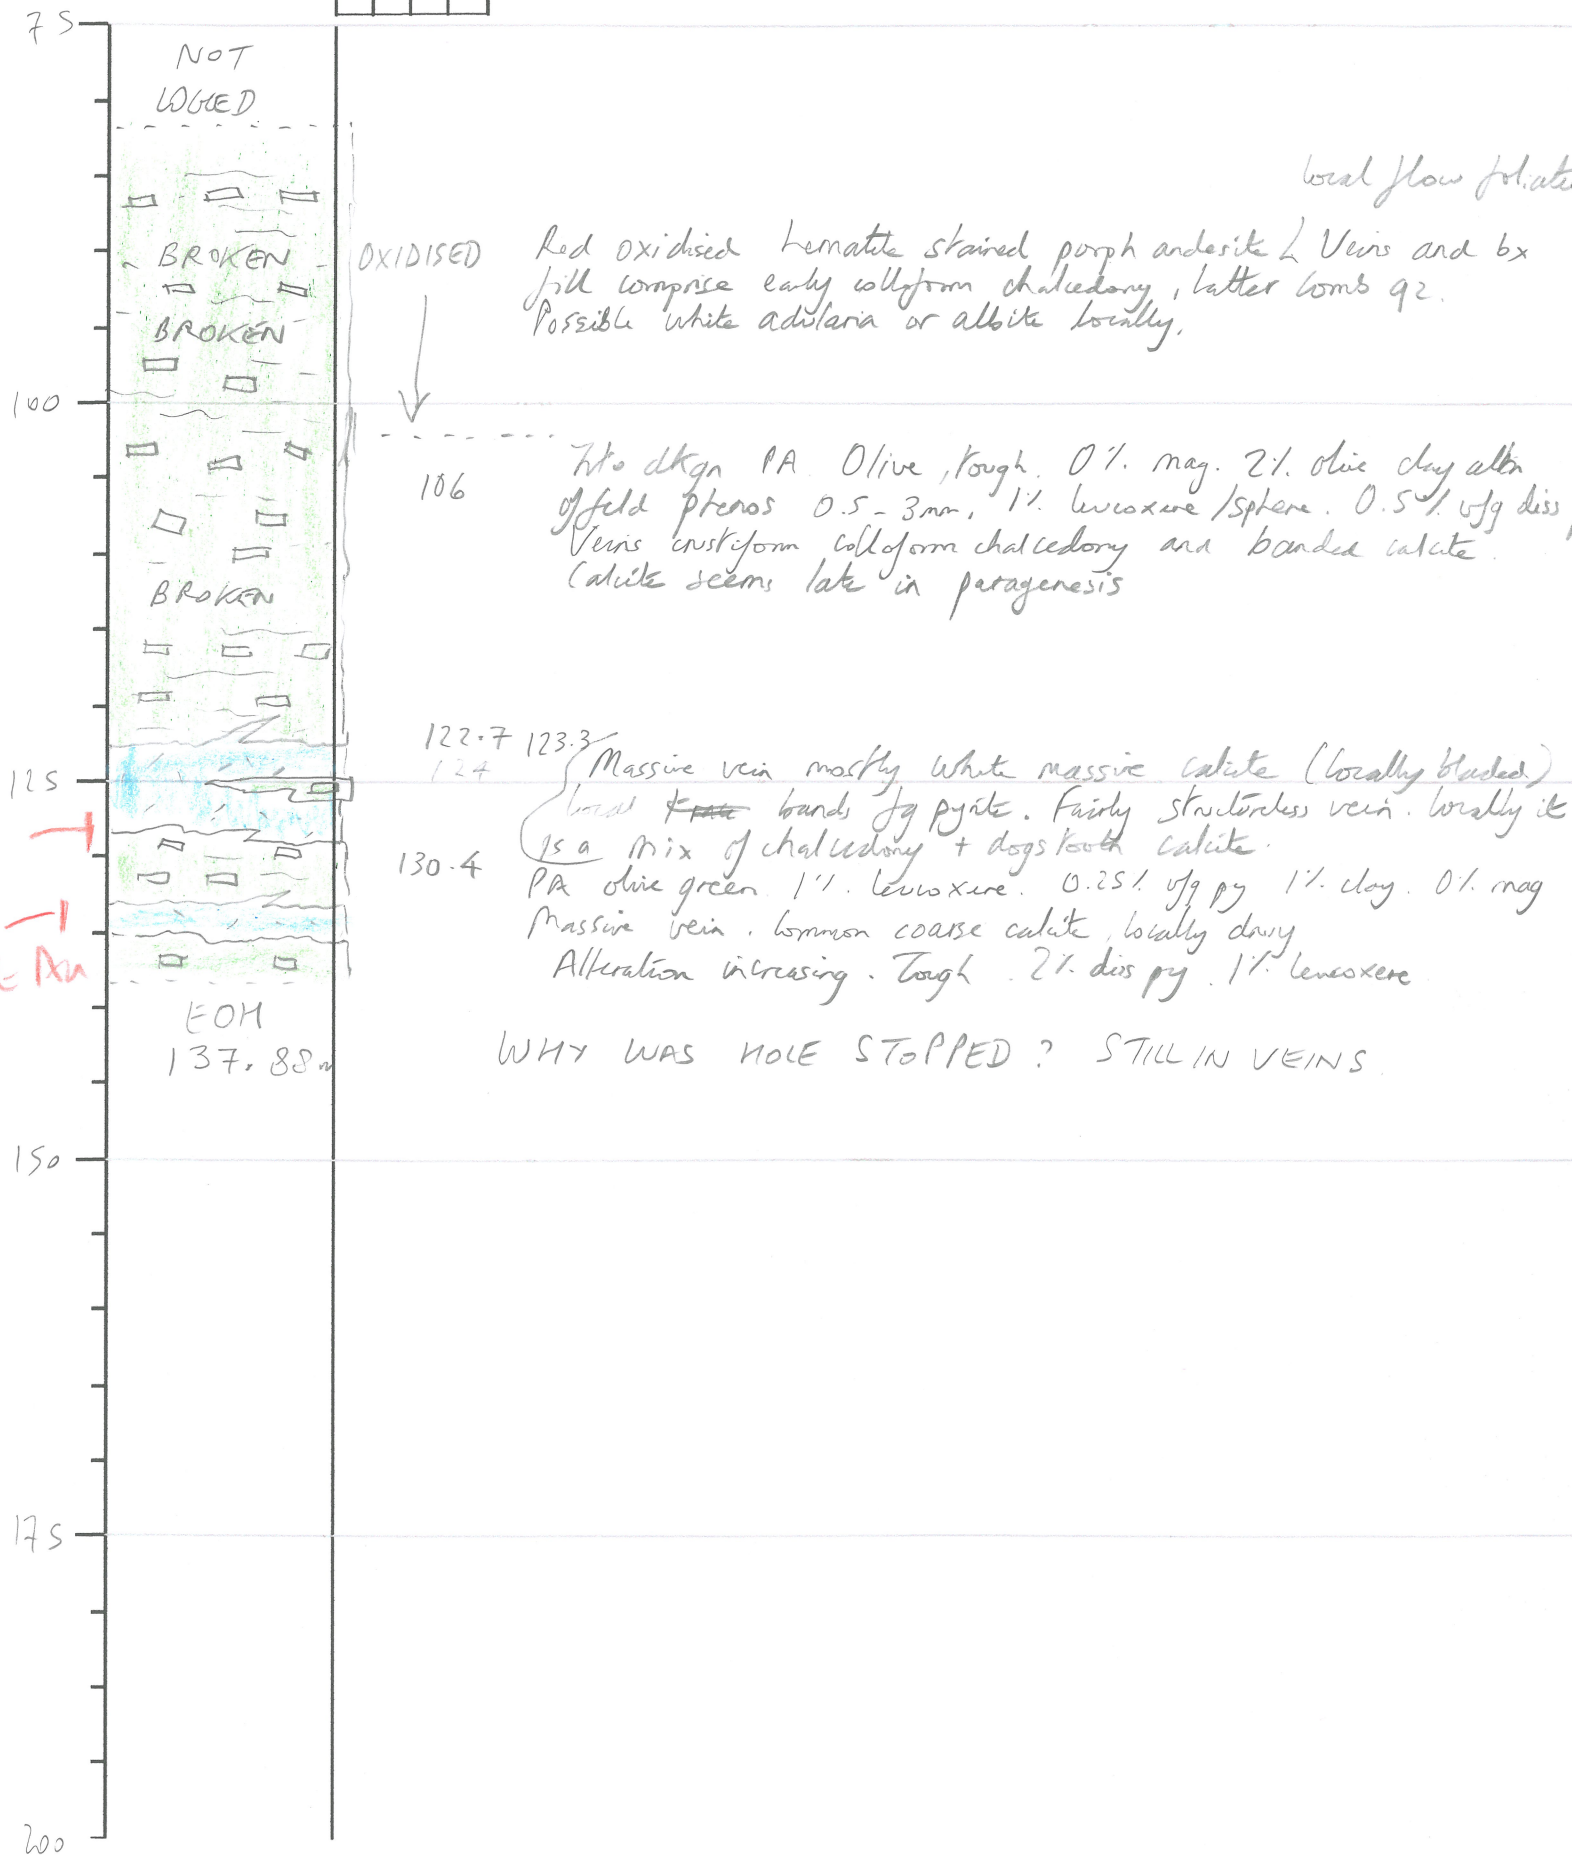 75
NOT
LOGGED
local flow foliate
BROKEN
OXIDISED
Red oxidised hematite stained porph andesite Veins and bx
fill comprise early colloform chalcedony, latter comb qz.
BROKEN
Possible white adularia or albite locally.
100
106
dkgn PA Olive, tough. 0% mag. 2% olive clay altn
of feld phenos 0.5-3mm, 1% leucoxene/sphene. 0.5% vfg diss
Veins crustiform colloform chalcedony and banded calcite.
Calcite seems late in paragenesis
BROKEN
122.7 123.3
124
125
Massive vein mostly white massive calcite (locally bladed)
local bands fg pyrite. Fairly structureless vein. locally it
is a mix of chalcedony + dogstooth calcite.
130.4
PA olive green 1% leucoxene. 0.25% vfg py 1% clay. 0% mag
Massive vein. Common coarse calcite, locally drusy
Alteration increasing. Tough. 2% diss py. 1% leucoxene
EOH
137.88m
WHY WAS HOLE STOPPED? STILL IN VEINS
150
175
200